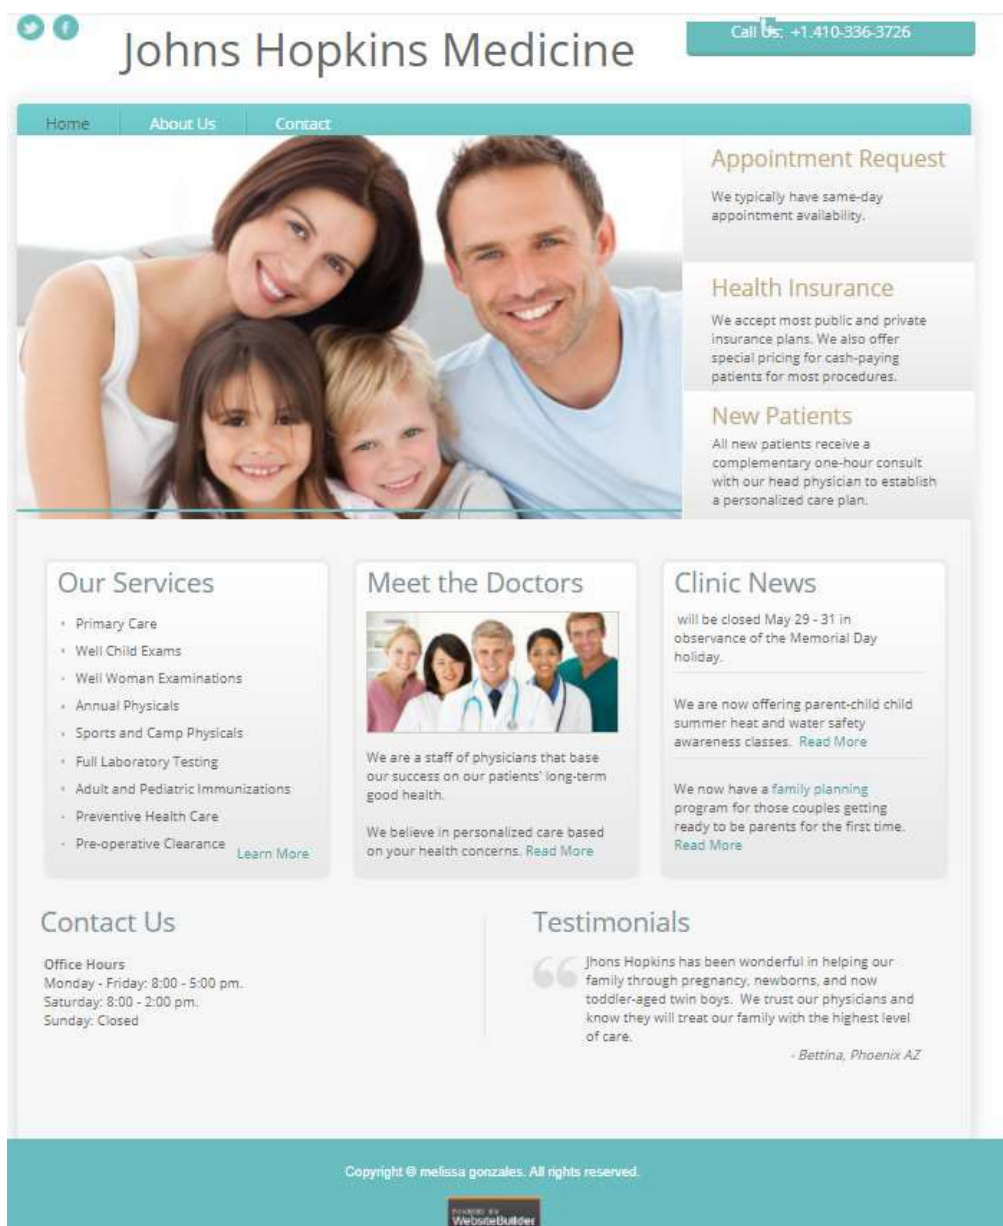 Johns Hopkins Medicine
Call Us: +1.410-336-3726
Home About Us Contact
Appointment Request
We typically have same-day
appointment availability.
Health Insurance
We accept most public and private
insurance plans. We also offer
special pricing for cash-paying
patients for most procedures.
New Patients
All new patients receive a
complementary one-hour consult
with our head physician to establish
a personalized care plan.
Our Services
Primary Care
Well Child Exams
Well Woman Examinations
Annual Physicals
Sports and Camp Physicals
Full Laboratory Testing
Adult and Pediatric Immunizations
Preventive Health Care
Pre-operative Clearance
Learn More
Meet the Doctors
We are a staff of physicians that base
our success on our patients' long-term
good health.
We believe in personalized care based
on your health concerns. Read More
Clinic News
will be closed May 29 - 31 in
observance of the Memorial Day
holiday.
We are now offering parent-child child
summer heat and water safety
awareness classes. Read More
We now have a family planning
program for those couples getting
ready to be parents for the first time.
Read More
Contact Us
Office Hours
Monday - Friday: 8:00 - 5:00 pm.
Saturday: 8:00 - 2:00 pm.
Sunday: Closed
Testimonials
Jhons Hopkins has been wonderful in helping our
family through pregnancy, newborns, and now
toddler-aged twin boys. We trust our physicians and
know they will treat our family with the highest level
of care.
- Bettina, Phoenix AZ
Copyright © melissa gonzales. All rights reserved.
POWERED BY
WebsiteBuilder